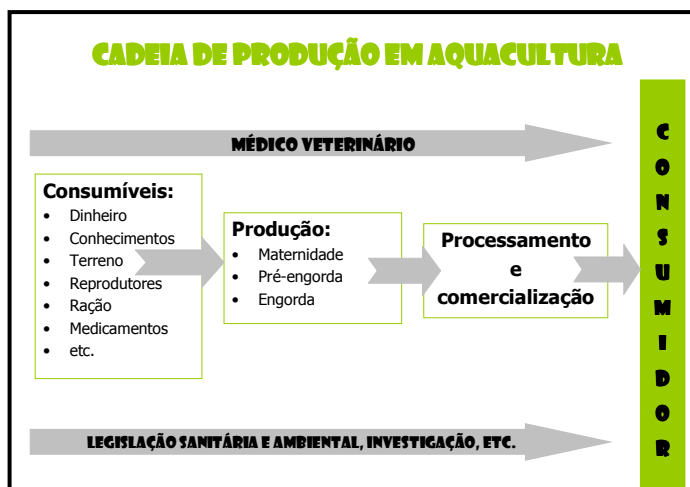 CADEIA DE PRODUÇÃO EM AQUACULTURA
MÉDICO VETERINÁRIO
Consumíveis:
• Dinheiro
• Conhecimentos
• Terreno
• Reprodutores
• Ração
• Medicamentos
• etc.
Produção:
• Maternidade
• Pré-engorda
• Engorda
Processamento
e
comercialização
CONSUMIDOR
LEGISLAÇÃO SANITÁRIA E AMBIENTAL, INVESTIGAÇÃO, ETC.